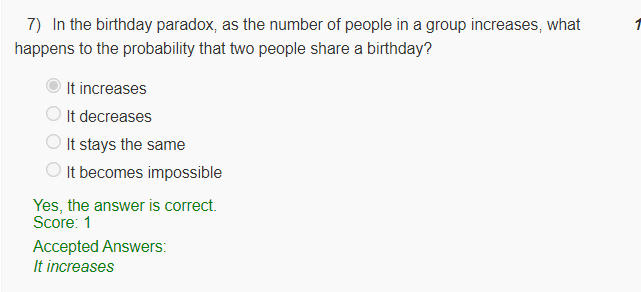 7) In the birthday paradox, as the number of people in a group increases, what
happens to the probability that two people share a birthday?
It increases
It decreases
It stays the same
It becomes impossible
Yes, the answer is correct.
Score: 1
Accepted Answers:
It increases